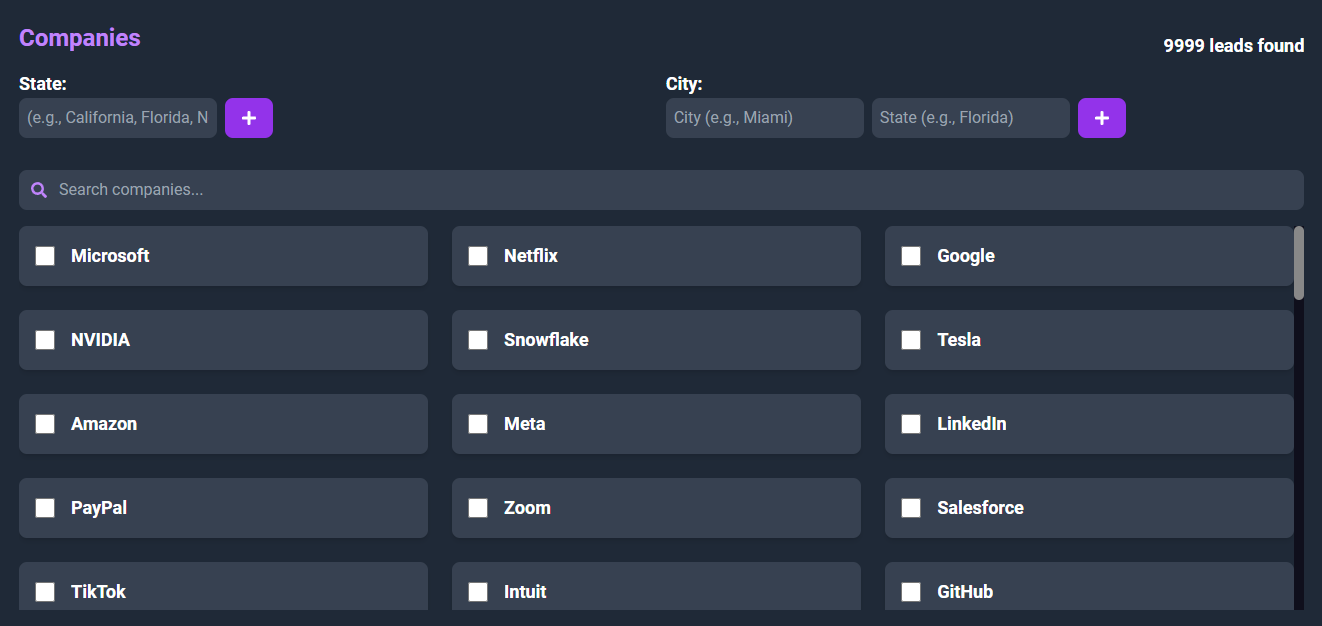 Companies
9999 leads found
State:
City:
(e.g., California, Florida, N
City (e.g., Miami)
State (e.g., Florida)
Search companies...
Microsoft
Netflix
Google
NVIDIA
Snowflake
Tesla
Amazon
Meta
LinkedIn
PayPal
Zoom
Salesforce
TikTok
Intuit
GitHub